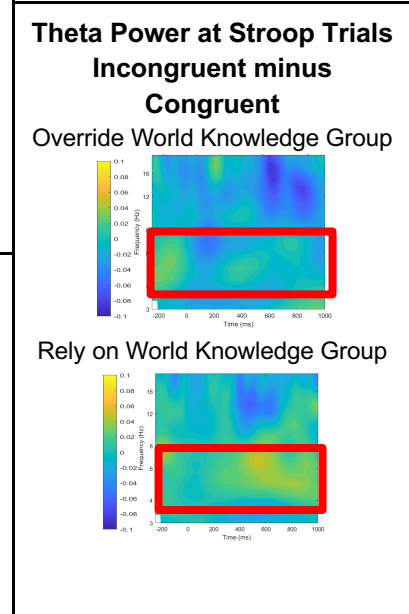 Theta Power at Stroop Trials
Incongruent minus
Congruent
Override World Knowledge Group
0.1
0.08
0.06
0.04
0.02
0
-0.02
-0.04
-0.06
-0.08
-0.1
Frequency (Hz)
16
12
3
-200 0 200 400 600 800 1000
Time (ms)
Rely on World Knowledge Group
0.1
0.08
0.06
0.04
0.02
0
-0.02
-0.04
-0.06
-0.08
-0.1
Frequency (Hz)
16
12
8
6
4
3
-200 0 200 400 600 800 1000
Time (ms)